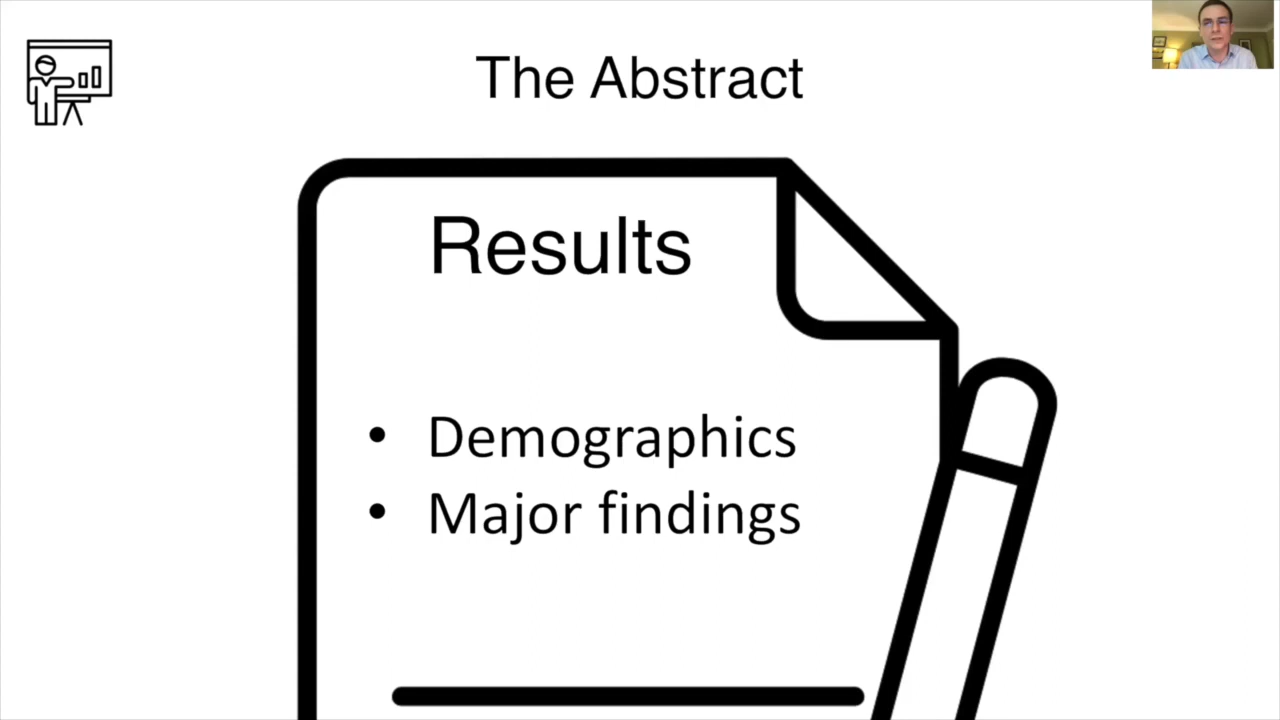 The Abstract
Results
• Demographics
• Major findings